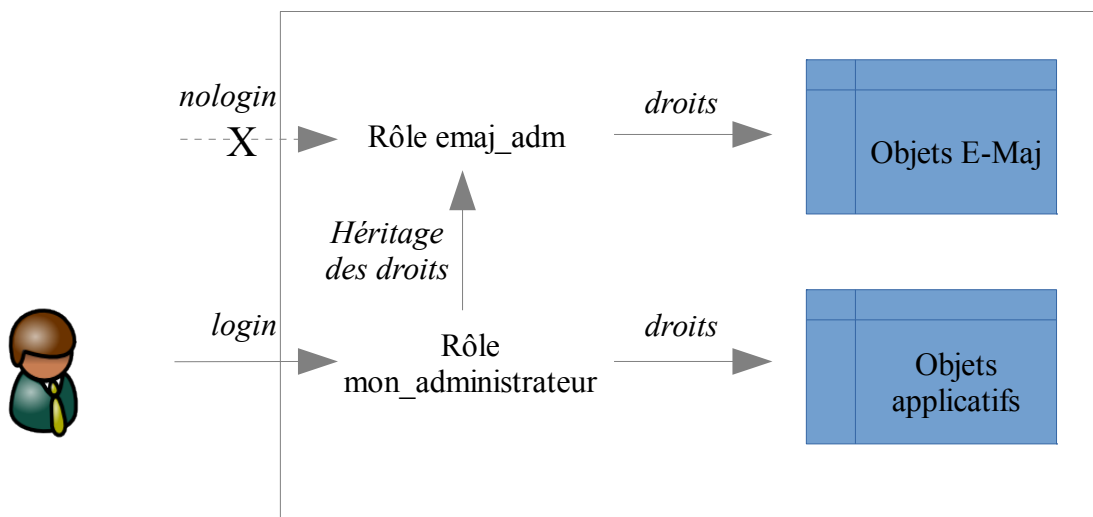 nologin
X
Rôle emaj_adm
droits
Objets E-Maj
Héritage
des droits
login
Rôle
mon_administrateur
droits
Objets
applicatifs